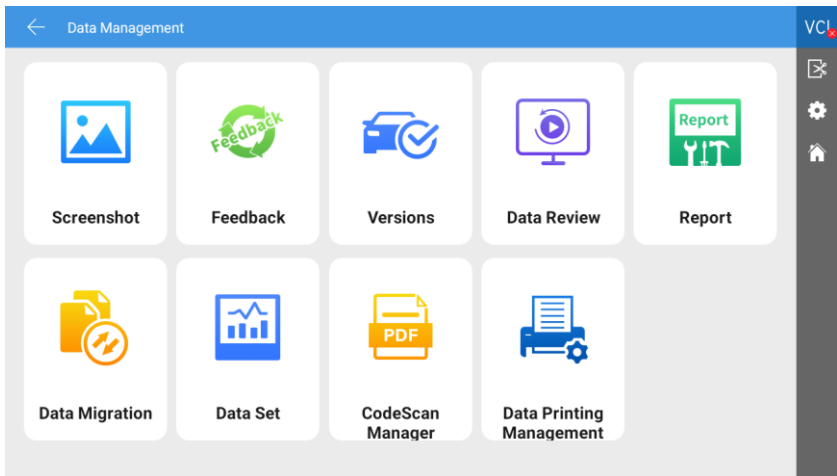 Data Management
VCI
Feedback
Report
Screenshot
Feedback
Versions
Data Review
Report
PDF
Data Migration
Data Set
CodeScan
Manager
Data Printing
Management